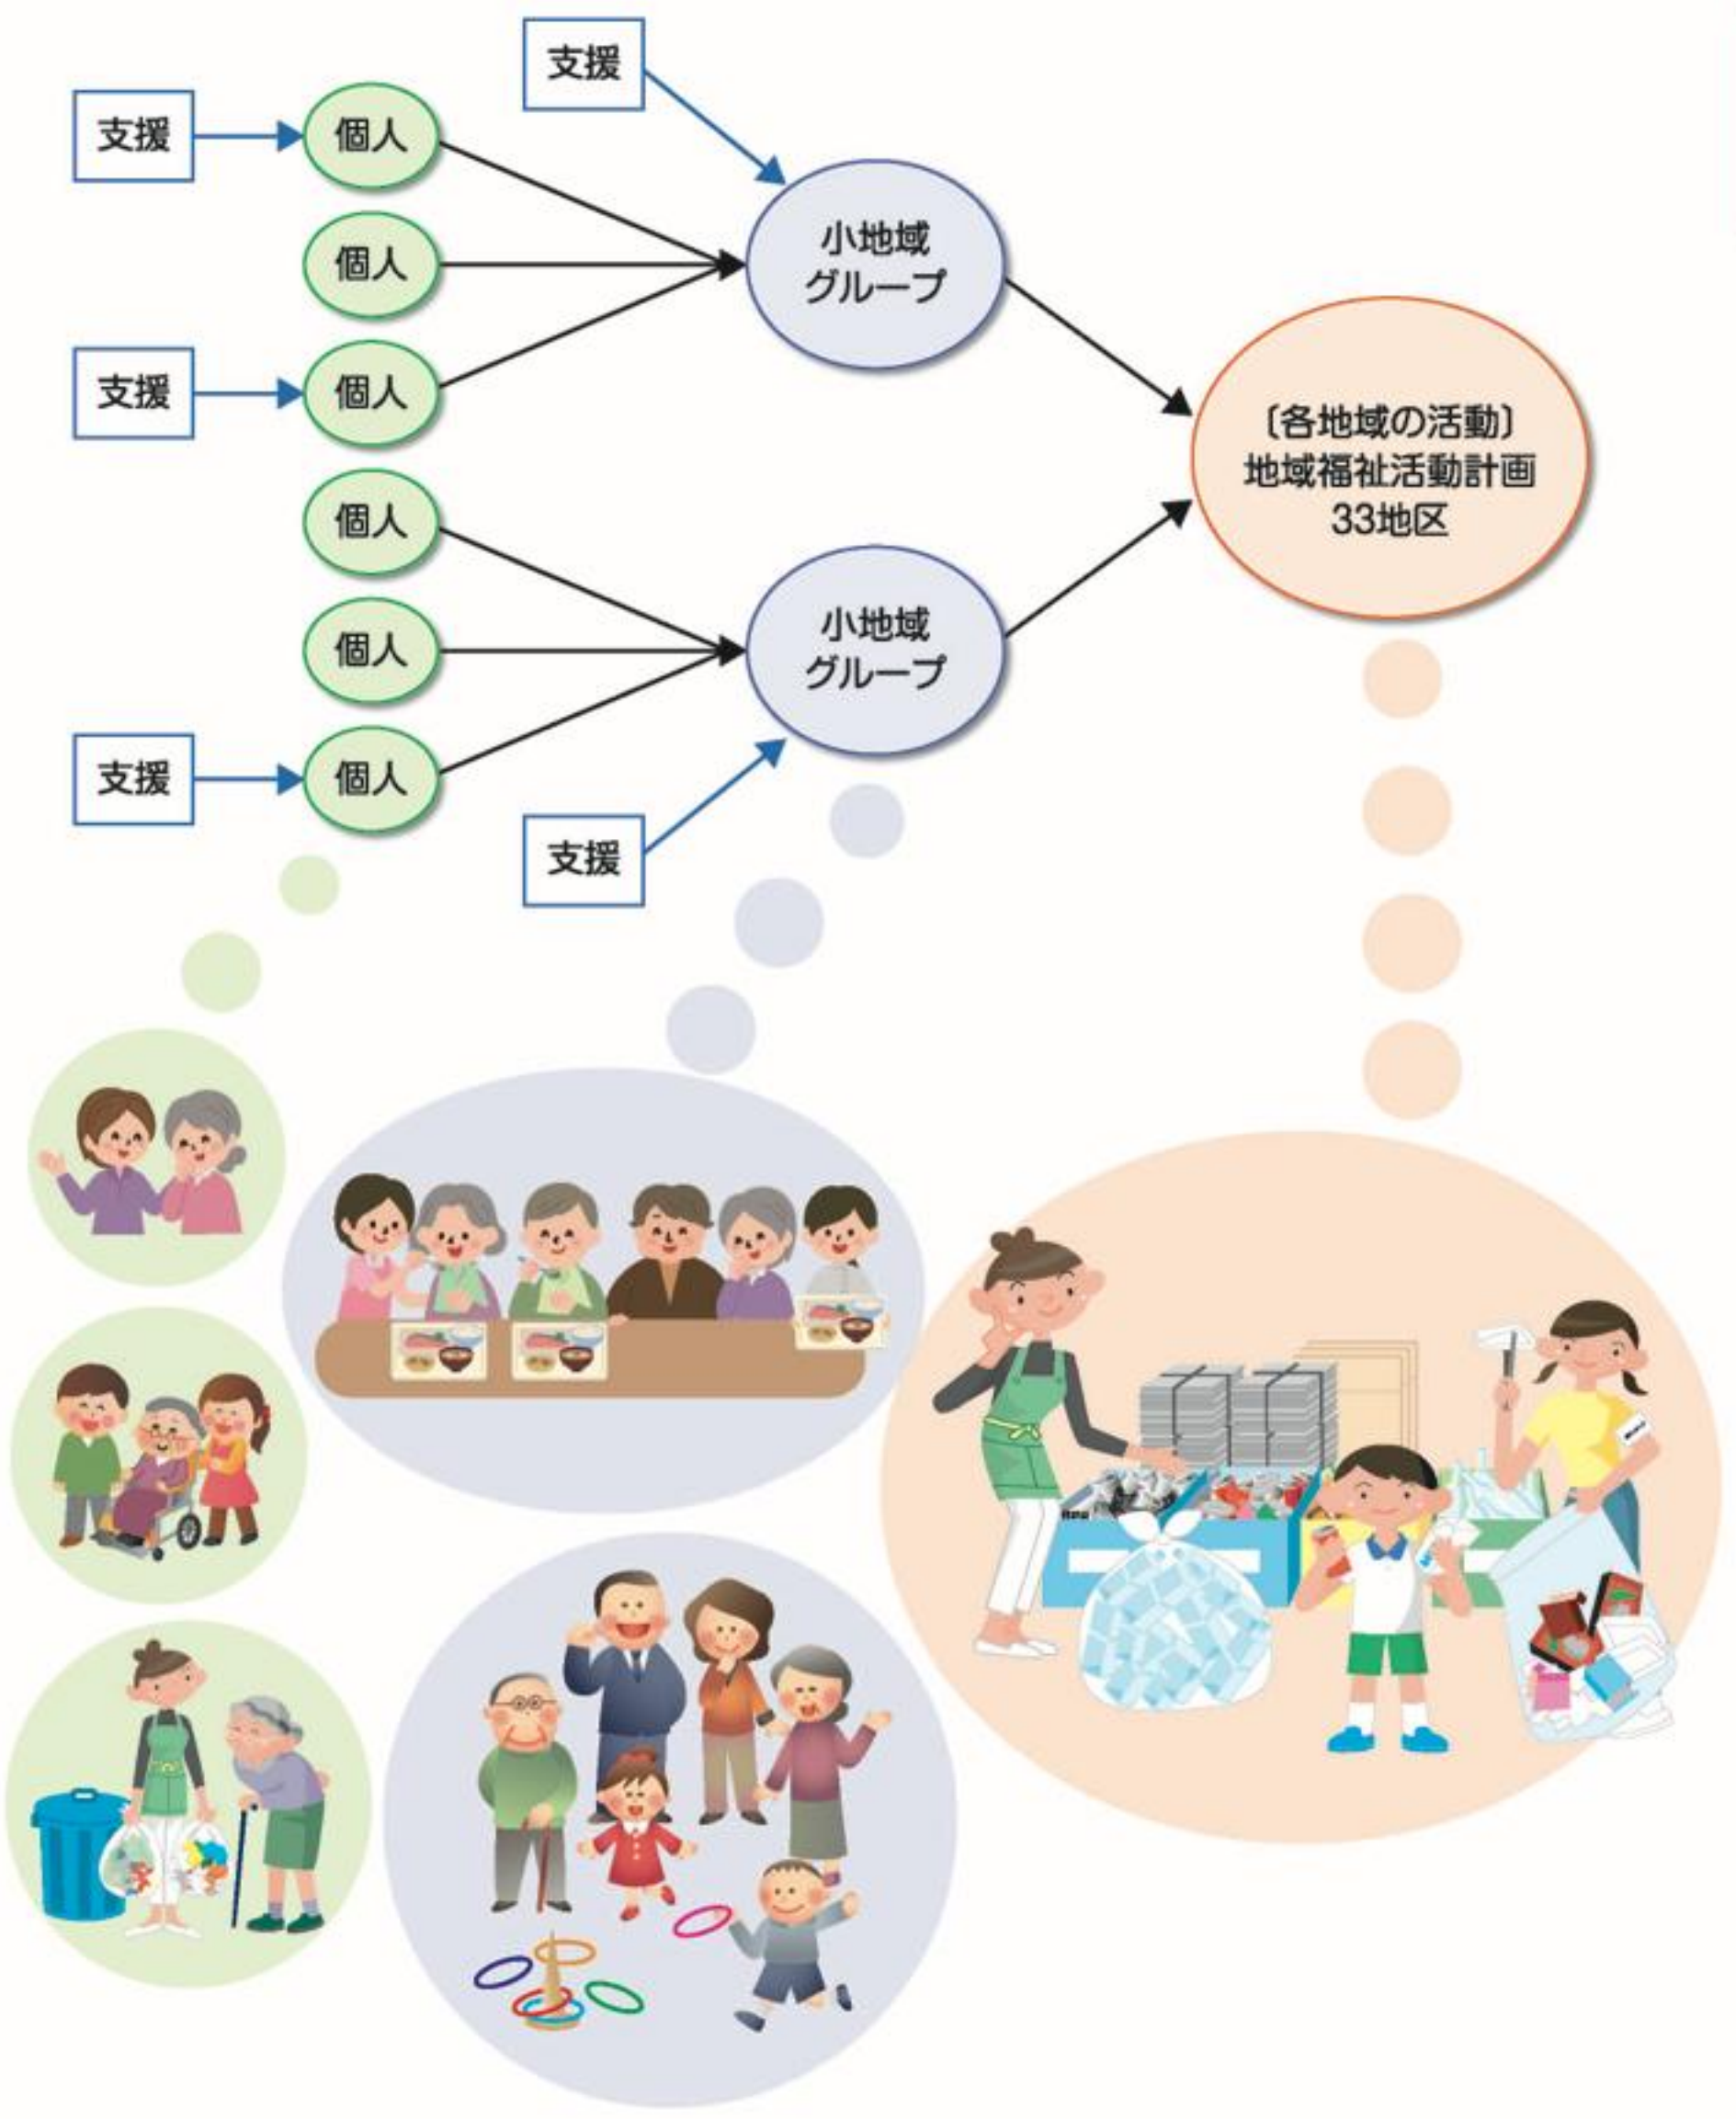 支援
支援
個人
個人
支援
個人
個人
個人
支援
個人
小地域
グループ
小地域
グループ
支援
〔各地域の活動〕
地域福祉活動計画
33地区